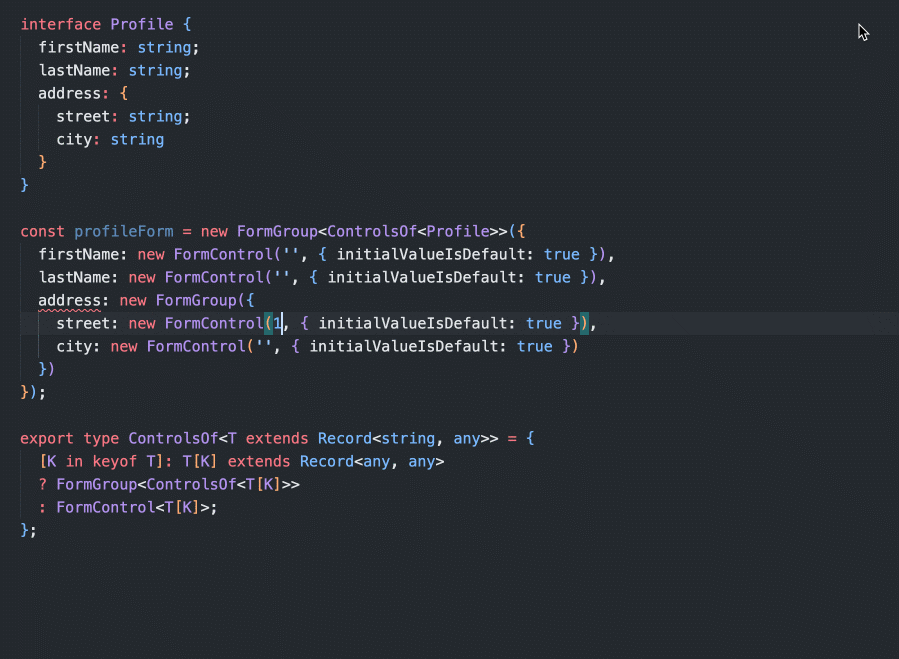 interface Profile {
firstName: string;
lastName: string;
address: {
street: string;
city: string
}
}
const profileForm = new FormGroup<ControlsOf<Profile>>({
firstName: new FormControl('', { initialValueIsDefault: true }),
lastName: new FormControl('', { initialValueIsDefault: true }),
address: new FormGroup({
street: new FormControl(1, { initialValueIsDefault: true }),
city: new FormControl('', { initialValueIsDefault: true })
})
});
export type ControlsOf<T extends Record<string, any>> = {
[K in keyof T]: T[K] extends Record<any, any>
? FormGroup<ControlsOf<T[K]>>
: FormControl<T[K]>;
};